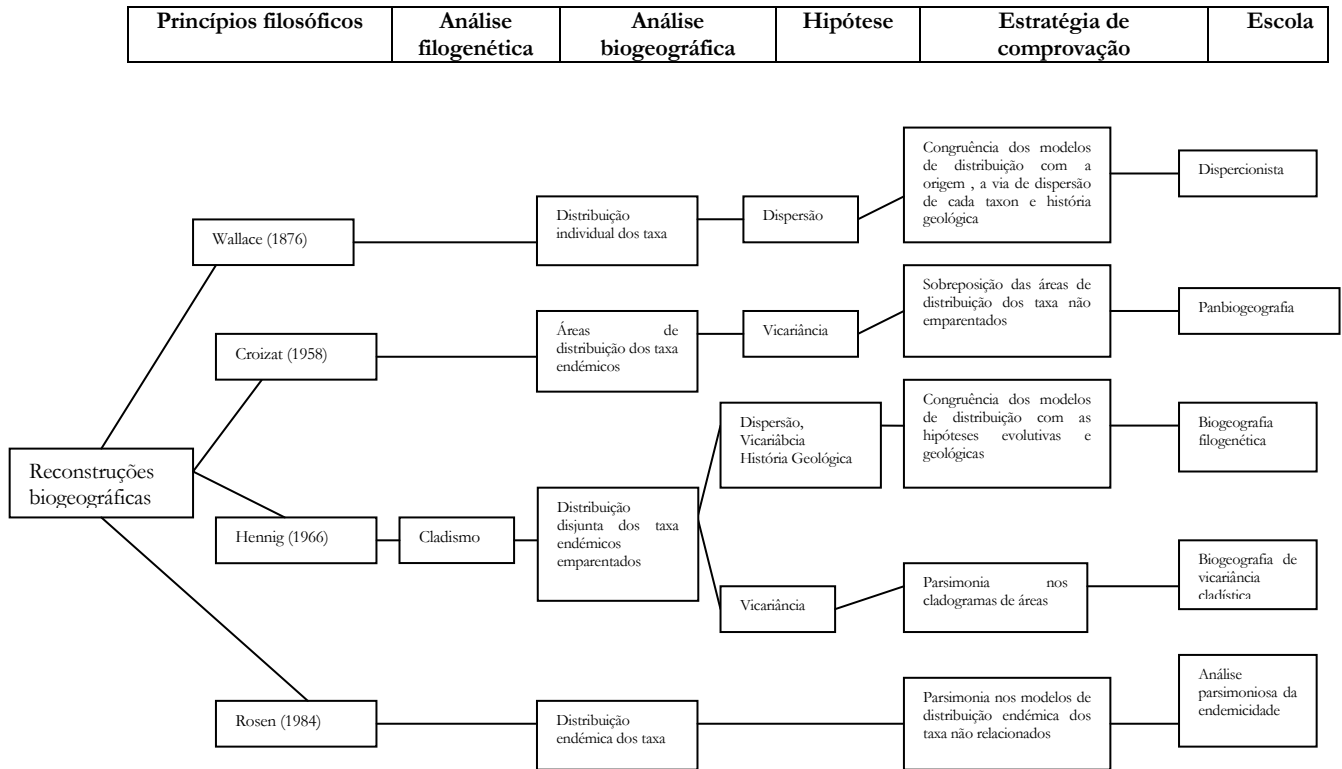 Princípios filosóficos
Análise
filogenética
Análise
biogeográfica
Hipótese
Estratégia de
comprovação
Escola
Reconstruções
biogeográficas
Wallace (1876)
Distribuição
individual dos taxa
Dispersão
Congruência dos modelos
de distribuição com a
origem , a via de dispersão
de cada taxon e história
geológica
Dispercionista
Croizat (1958)
Áreas de
distribuição dos taxa
endémicos
Vicariância
Sobreposição das áreas de
distribuição dos taxa não
emparentados
Panbiogeografia
Hennig (1966)
Cladismo
Distribuição
disjunta dos taxa
endémicos
emparentados
Dispersão,
Vicariâbcia
História Geológica
Congruência dos modelos
de distribuição com as
hipóteses evolutivas e
geológicas
Biogeografia
filogenética
Vicariância
Parsimonia nos
cladogramas de áreas
Biogeografia de
vicariância
cladística
Rosen (1984)
Distribuição
endémica dos taxa
Parsimonia nos modelos de
distribuição endémica dos
taxa não relacionados
Análise
parsimoniosa da
endemicidade